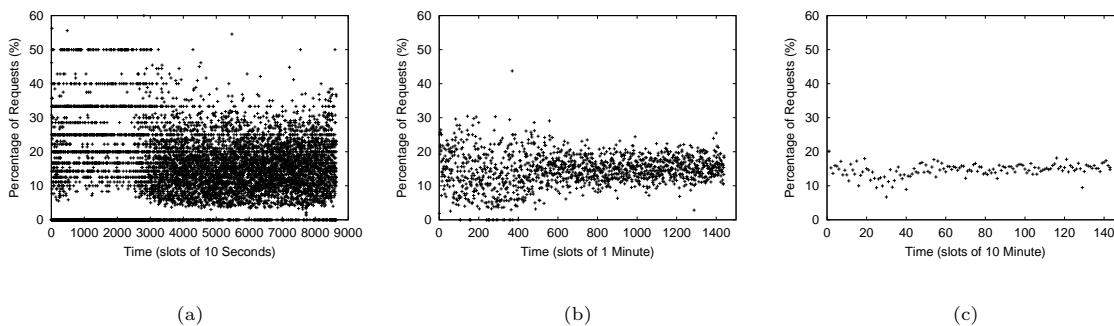 60
50
40
30
20
10
0
Percentage of Requests (%)
0 1000 2000 3000 4000 5000 6000 7000 8000 9000
Time (slots of 10 Seconds)
(a)
60
50
40
30
20
10
0
Percentage of Requests (%)
0 200 400 600 800 1000 1200 1400
Time (slots of 1 Minute)
(b)
60
50
40
30
20
10
0
Percentage of Requests (%)
0 20 40 60 80 100 120 140
Time (slots of 10 Minute)
(c)